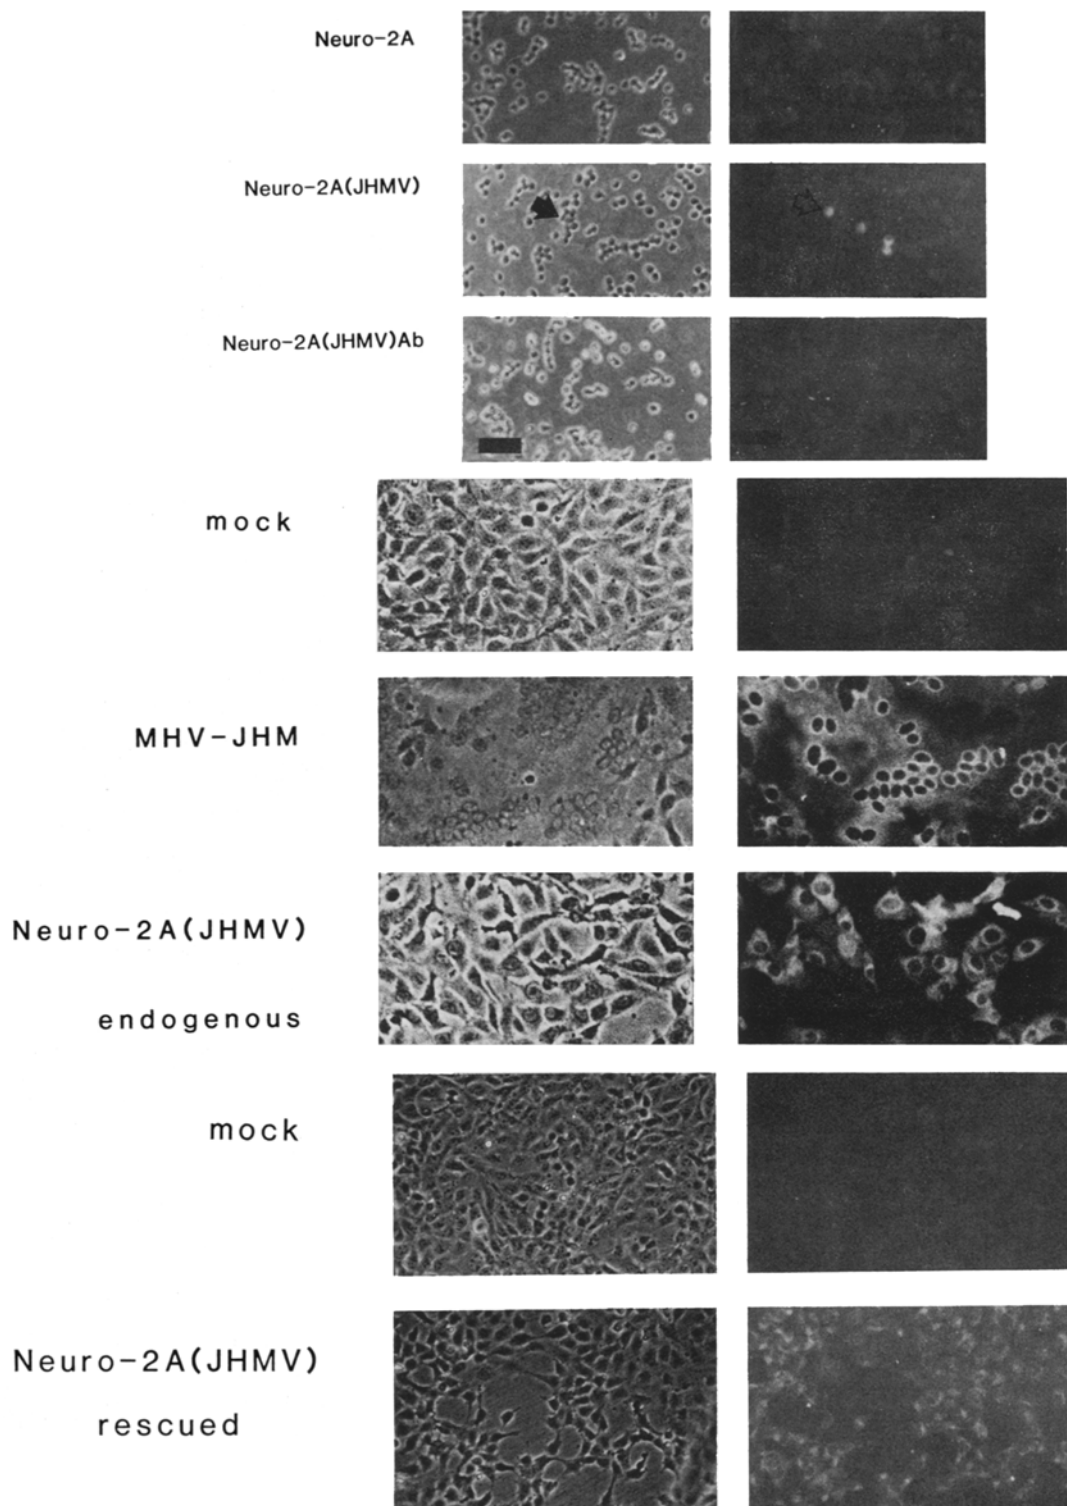 Neuro-2A
Neuro-2A(JHMV)
Neuro-2A(JHMV)Ab
mock
MHV-JHM
Neuro-2A(JHMV)
endogenous
mock
Neuro-2A(JHMV)
rescued